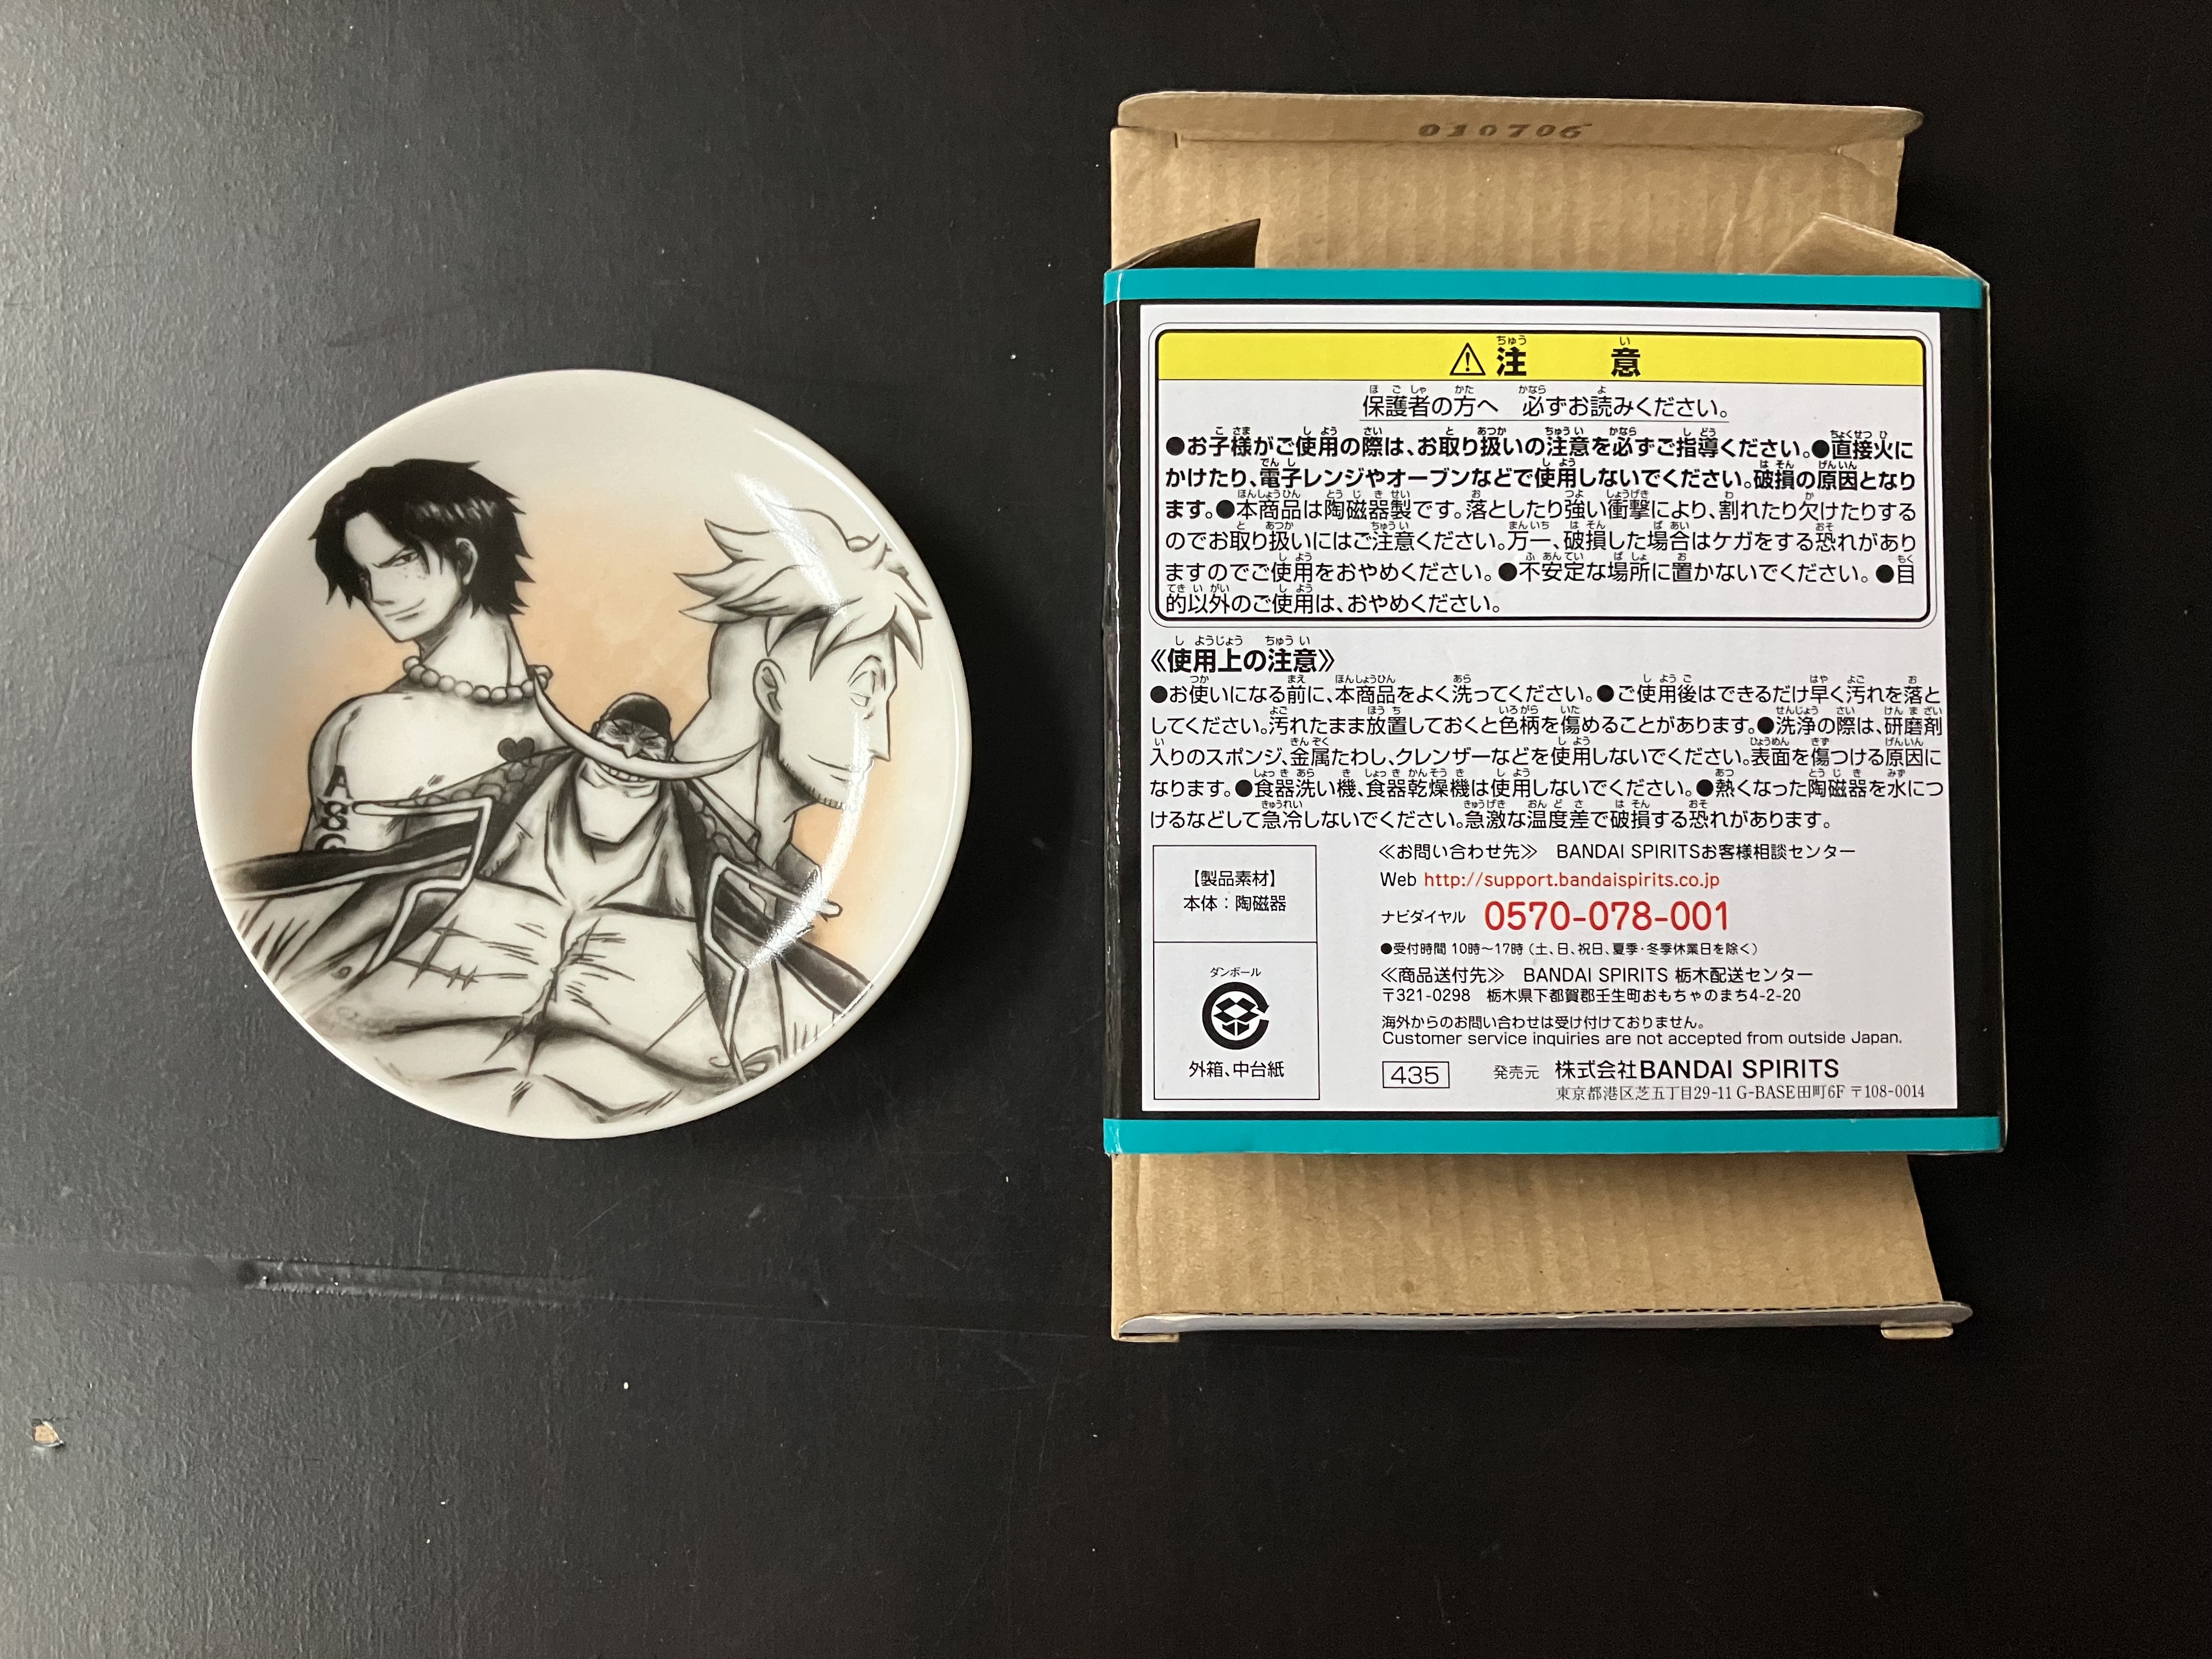 010706
⚠注意
保護者の方へ 必ずお読みください。
●お子様がご使用の際は、お取り扱いの注意を必ずご指導ください。●直接火に
かけたり、電子レンジやオーブンなどで使用しないでください。破損の原因となり
ます。●本商品は陶磁器製です。落としたり強い衝撃により、割れたり欠けたりする
のでお取り扱いにはご注意ください。万一、破損した場合はケガをする恐れがあり
ますのでご使用をおやめください。●不安定な場所に置かないでください。●目
的以外のご使用は、おやめください。
《使用上の注意》
●お使いになる前に、本商品をよく洗ってください。●ご使用後はできるだけ早く汚れを落と
してください。汚れたまま放置しておくと色柄を傷めることがあります。●洗浄の際は、研磨剤
入りのスポンジ、金属たわし、クレンザーなどを使用しないでください。表面を傷つける原因に
なります。●食器洗い機、食器乾燥機は使用しないでください。●熱くなった陶磁器を水につ
けるなどして急冷しないでください。急激な温度差で破損する恐れがあります。
【製品素材】
本体：陶磁器
ダンボール
外箱、中台紙
≪お問い合わせ先≫ BANDAI SPIRITSお客様相談センター
Web http://support.bandaispirits.co.jp
ナビダイヤル 0570-078-001
●受付時間 10時〜17時（土、日、祝日、夏季・冬季休業日を除く）
≪商品送付先≫ BANDAI SPIRITS 栃木配送センター
〒321-0298 栃木県下都賀郡壬生町おもちゃのまち4-2-20
海外からのお問い合わせは受け付けておりません。
Customer service inquiries are not accepted from outside Japan.
435 発売元 株式会社BANDAI SPIRITS
東京都港区芝五丁目29-11 G-BASE田町6F 〒108-0014